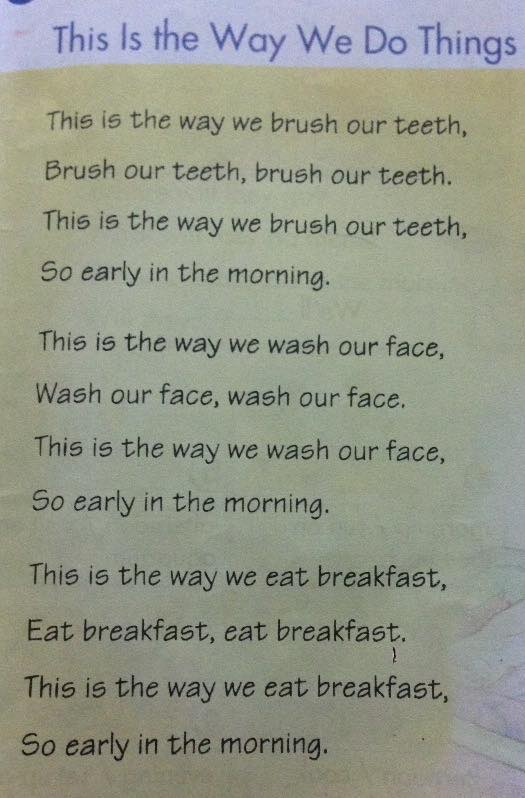 This Is the Way We Do Things
This is the way we brush our teeth,
Brush our teeth, brush our teeth.
This is the way we brush our teeth,
So early in the morning.
This is the way we wash our face,
Wash our face, wash our face.
This is the way we wash our face,
So early in the morning.
This is the way we eat breakfast,
Eat breakfast, eat breakfast.
This is the way we eat breakfast,
So early in the morning.